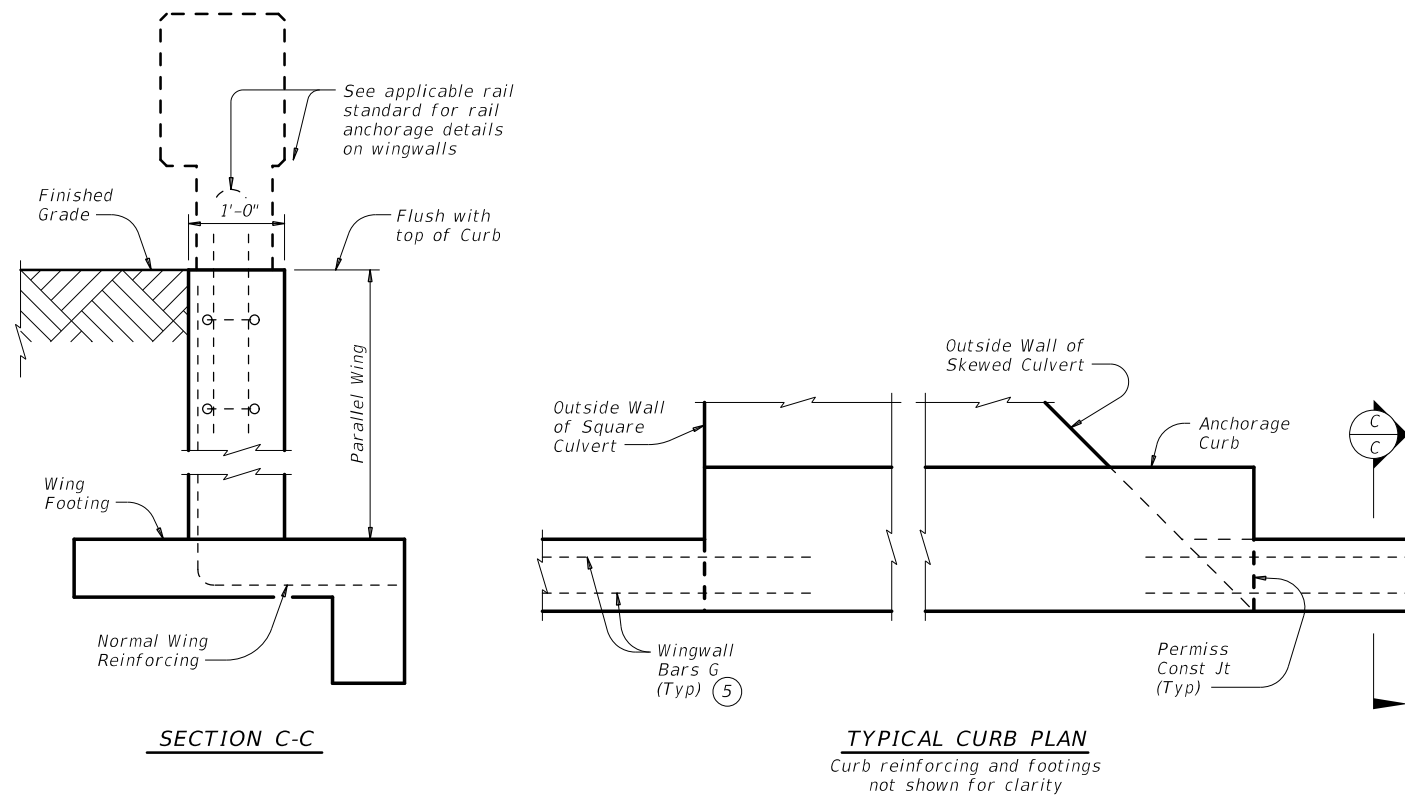 See applicable rail
standard for rail
anchorage details
on wingwalls
Finished
Grade
1'-0"
Flush with
top of Curb
Parallel Wing
Wing
Footing
Normal Wing
Reinforcing
SECTION C-C
Outside Wall of
Skewed Culvert
Outside Wall
of Square
Culvert
Anchorage
Curb
C
C
Wingwall
Bars G
(Typ) 5
Permiss
Const Jt
(Typ)
TYPICAL CURB PLAN
Curb reinforcing and footings
not shown for clarity